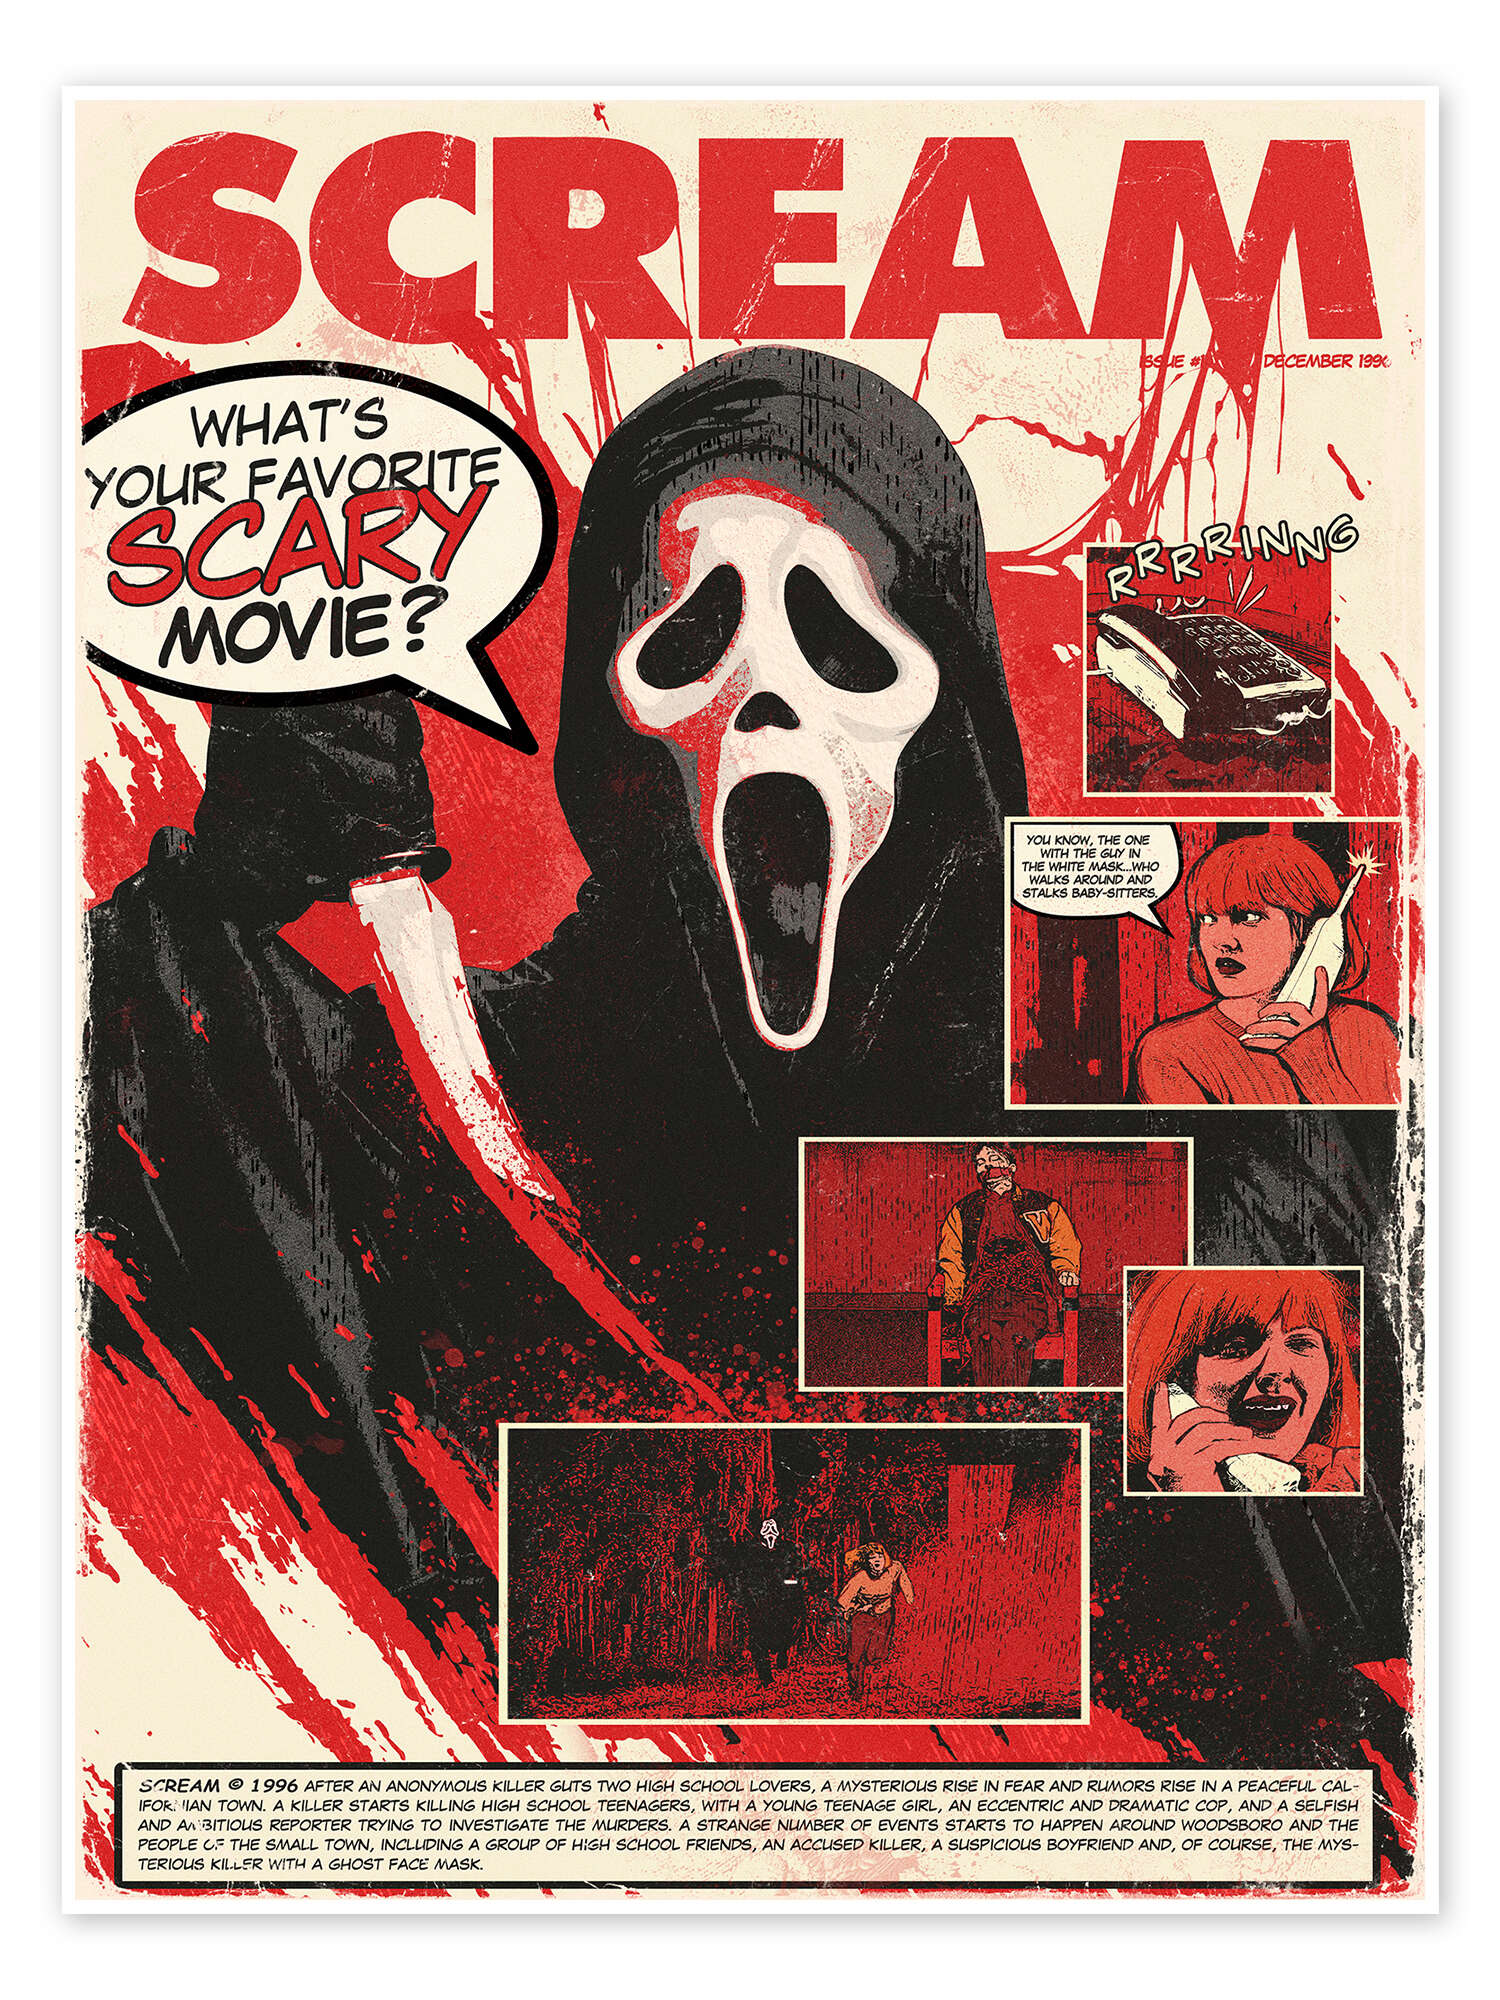 SCREAM
ISSUE #1 DECEMBER 1996
WHAT'S
YOUR FAVORITE
SCARY
MOVIE?
RRRRINNG
YOU KNOW, THE ONE
WITH THE GUY IN
THE WHITE MASK...WHO
WALKS AROUND AND
STALKS BABY-SITTERS.
V
SCREAM © 1996 AFTER AN ANONYMOUS KILLER GUTS TWO HIGH SCHOOL LOVERS, A MYSTERIOUS RISE IN FEAR AND RUMORS RISE IN A PEACEFUL CAL-
IFORNIAN TOWN. A KILLER STARTS KILLING HIGH SCHOOL TEENAGERS, WITH A YOUNG TEENAGE GIRL, AN ECCENTRIC AND DRAMATIC COP, AND A SELFISH
AND AMBITIOUS REPORTER TRYING TO INVESTIGATE THE MURDERS. A STRANGE NUMBER OF EVENTS STARTS TO HAPPEN AROUND WOODSBORO AND THE
PEOPLE OF THE SMALL TOWN, INCLUDING A GROUP OF HIGH SCHOOL FRIENDS, AN ACCUSED KILLER, A SUSPICIOUS BOYFRIEND AND, OF COURSE, THE MYS-
TERIOUS KILLER WITH A GHOST FACE MASK.